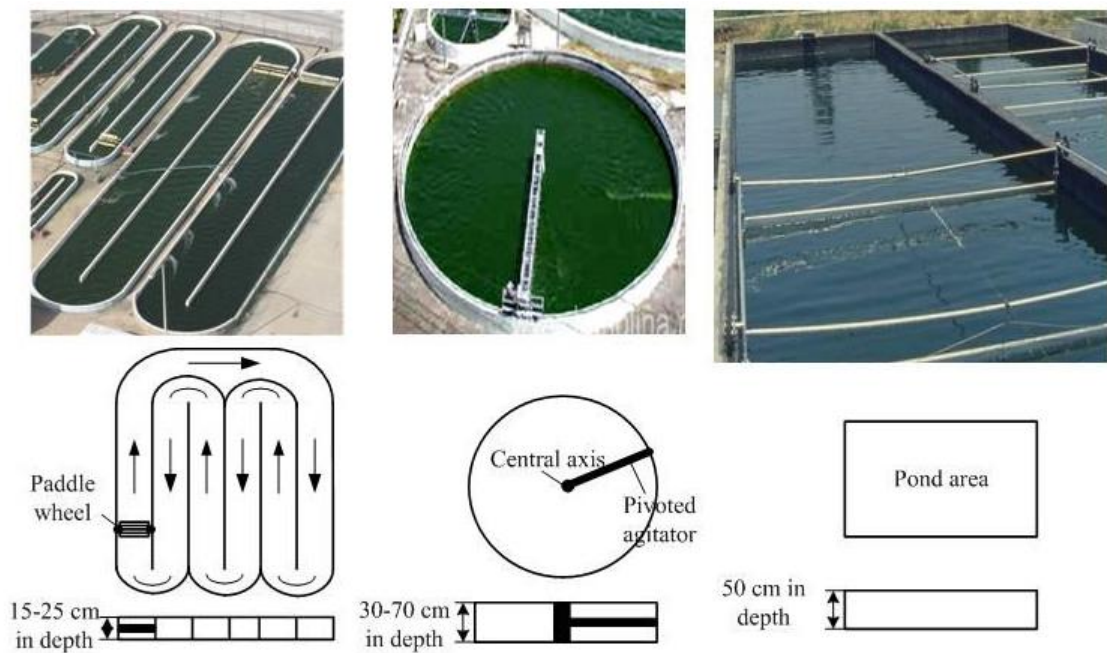 Paddle
wheel
15-25 cm
in depth
Central axis
Pivoted
agitator
30-70 cm
in depth
Pond area
50 cm in
depth